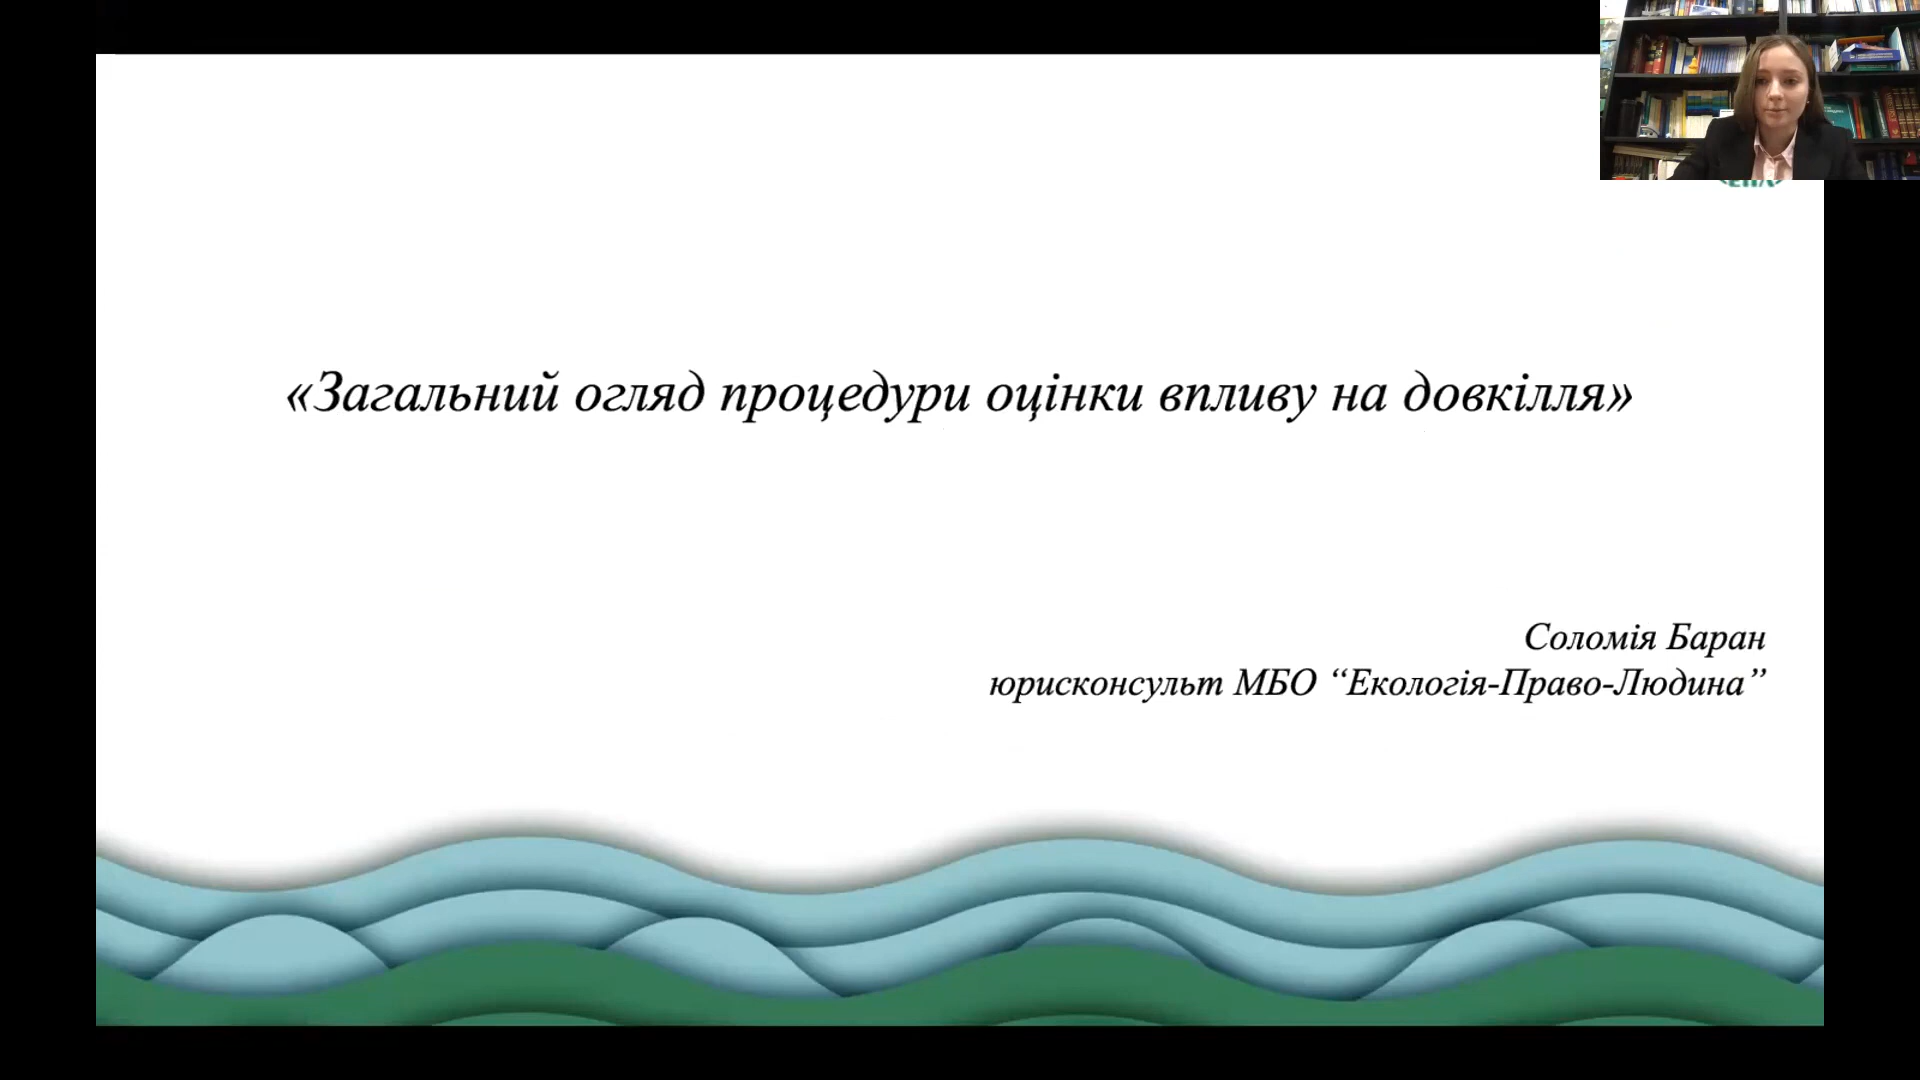 «Загальний огляд процедури оцінки впливу на довкілля»
Соломія Баран
юрисконсульт МБО “Екологія-Право-Людина”